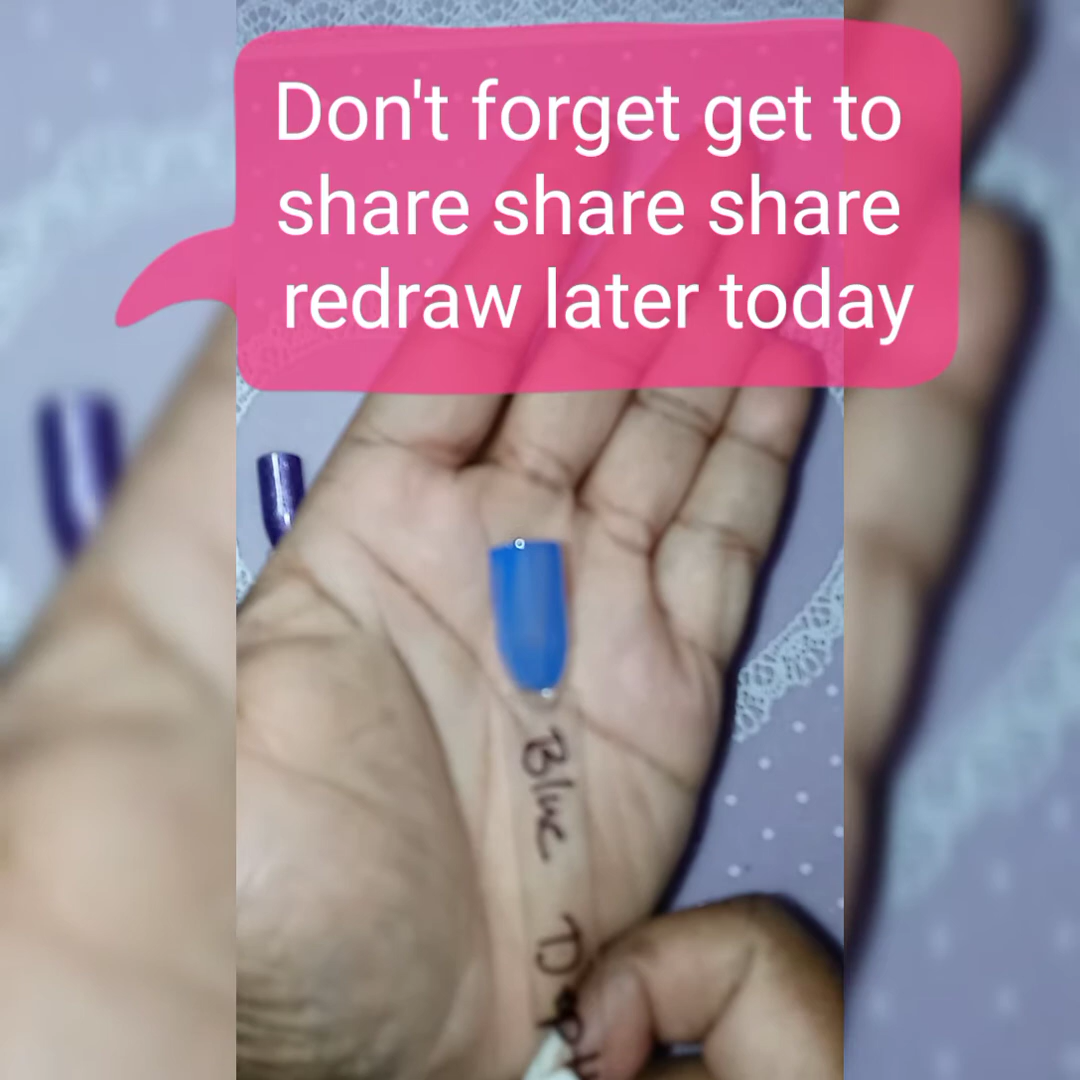 Don't forget get to
share share share
redraw later today
Blue